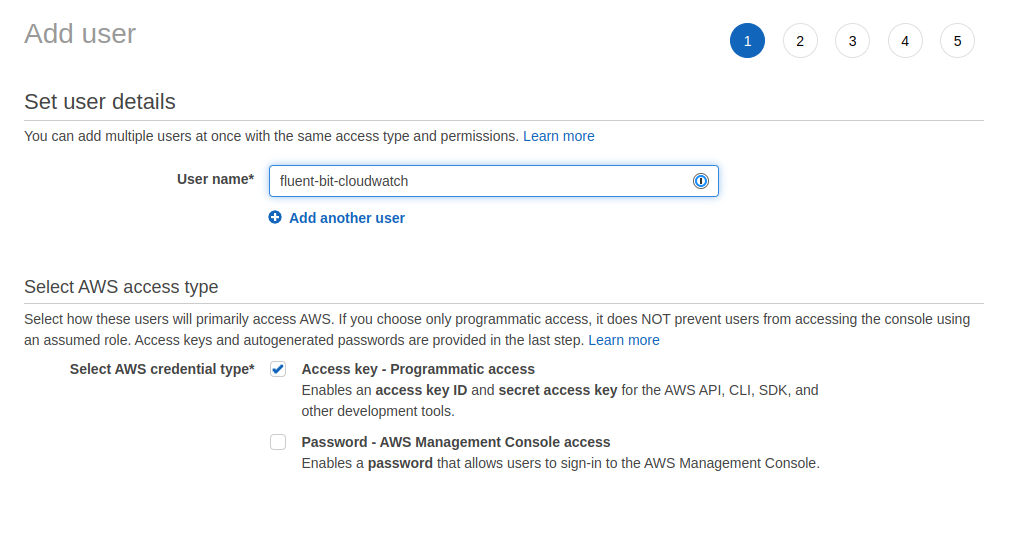 Add user
1 2 3 4 5
Set user details
You can add multiple users at once with the same access type and permissions. Learn more
User name* fluent-bit-cloudwatch
Add another user
Select AWS access type
Select how these users will primarily access AWS. If you choose only programmatic access, it does NOT prevent users from accessing the console using
an assumed role. Access keys and autogenerated passwords are provided in the last step. Learn more
Select AWS credential type* Access key - Programmatic access
Enables an access key ID and secret access key for the AWS API, CLI, SDK, and
other development tools.
Password - AWS Management Console access
Enables a password that allows users to sign-in to the AWS Management Console.